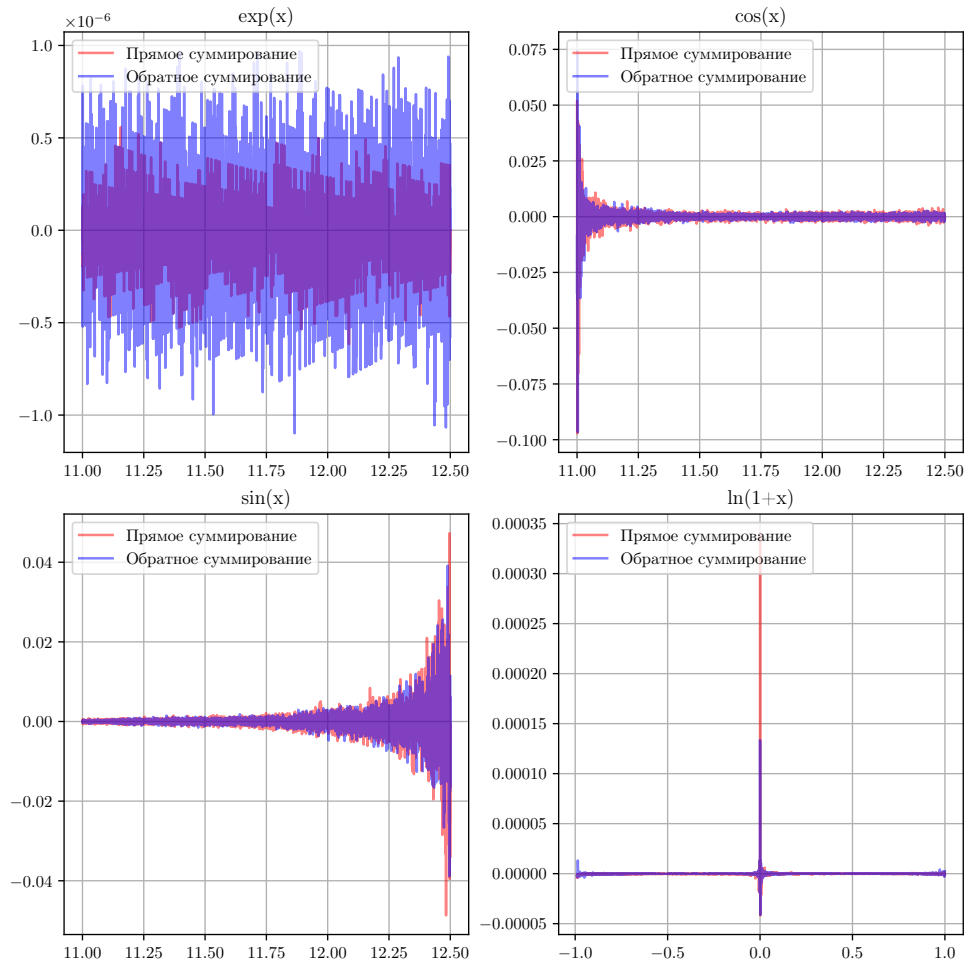 exp(x)
×10−6
Прямое суммирование
Обратное суммирование
1.0
0.5
0.0
−0.5
−1.0
11.00 11.25 11.50 11.75 12.00 12.25 12.50
cos(x)
Прямое суммирование
Обратное суммирование
0.075
0.050
0.025
0.000
−0.025
−0.050
−0.075
−0.100
11.00 11.25 11.50 11.75 12.00 12.25 12.50
sin(x)
Прямое суммирование
Обратное суммирование
0.04
0.02
0.00
−0.02
−0.04
11.00 11.25 11.50 11.75 12.00 12.25 12.50
ln(1+x)
Прямое суммирование
Обратное суммирование
0.00035
0.00030
0.00025
0.00020
0.00015
0.00010
0.00005
0.00000
−0.00005
−1.0 −0.5 0.0 0.5 1.0